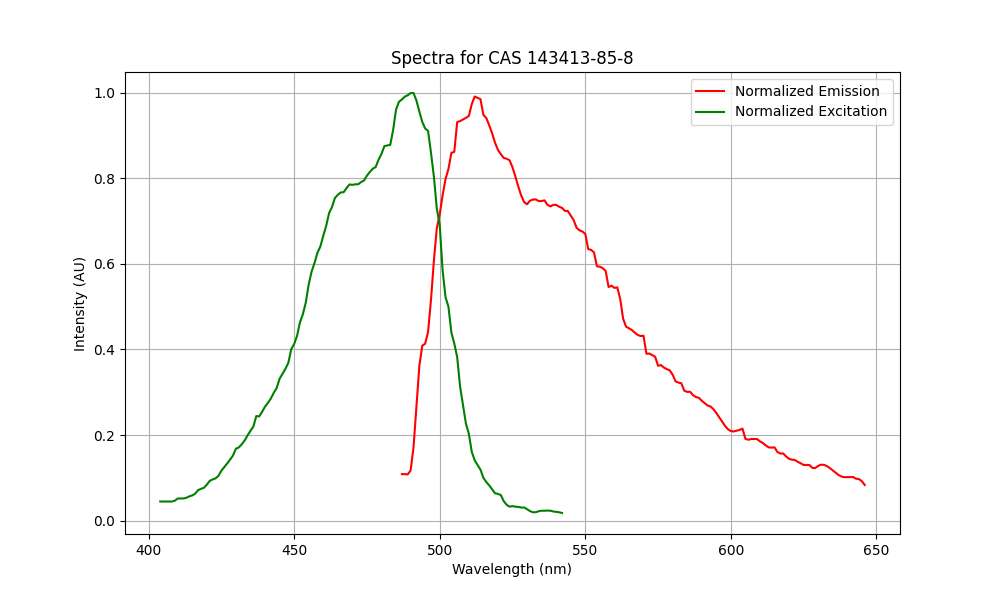 Spectra for CAS 143413-85-8
Normalized Emission
Normalized Excitation
Intensity (AU)
1.0
0.8
0.6
0.4
0.2
0.0
400 450 500 550 600 650
Wavelength (nm)